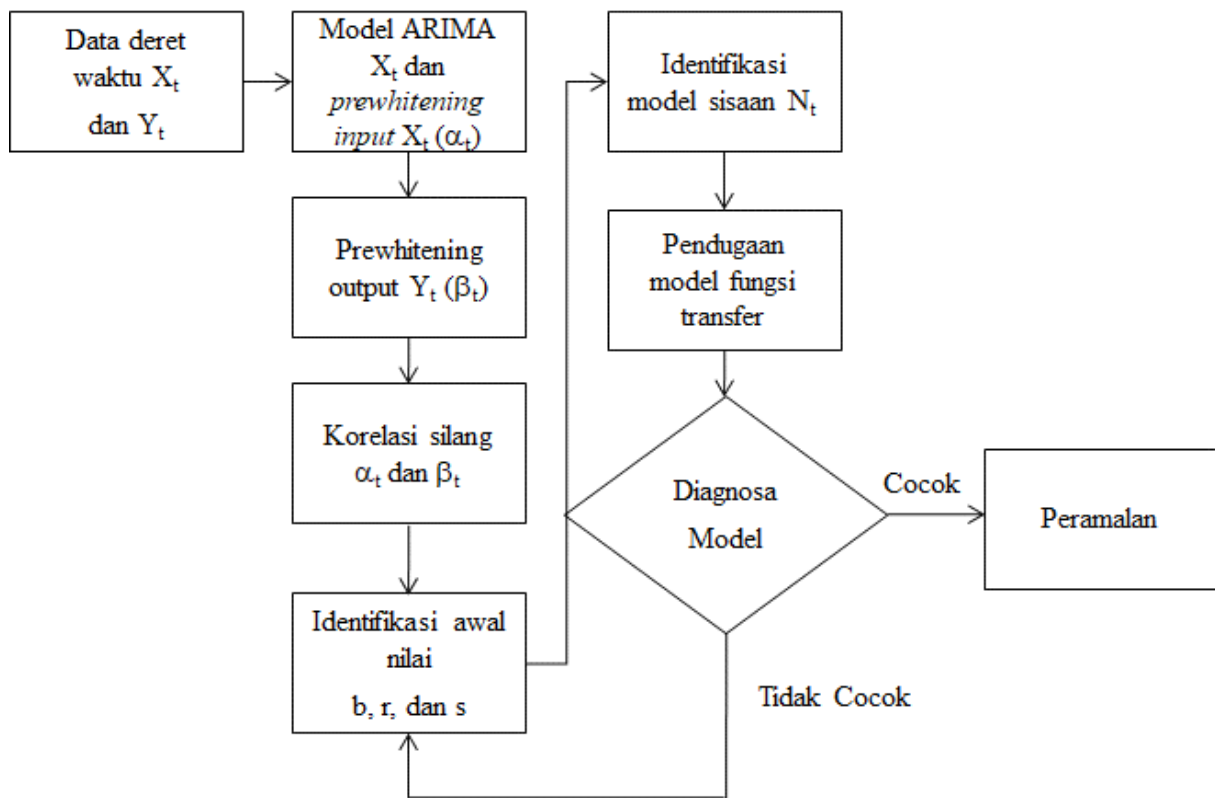 Data deret
waktu Xₜ
dan Yₜ
Model ARIMA
Xₜ dan
prewhitening
input Xₜ (αₜ)
Prewhitening
output Yₜ (βₜ)
Korelasi silang
αₜ dan βₜ
Identifikasi awal
nilai
b, r, dan s
Identifikasi
model sisaan Nₜ
Pendugaan
model fungsi
transfer
Diagnosa
Model
Cocok
Peramalan
Tidak Cocok